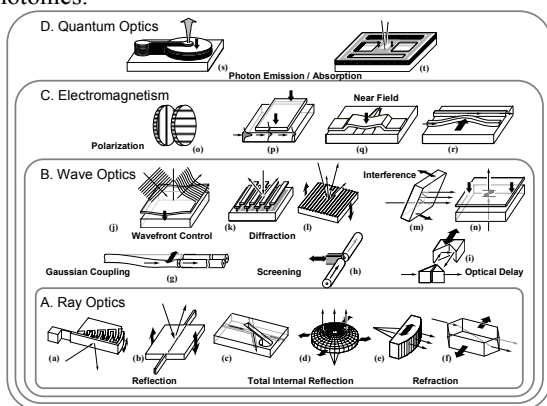 D. Quantum Optics
(s)
(t)
Photon Emission / Absorption
C. Electromagnetism
Near Field
Polarization
(o)
(p)
(q)
(r)
B. Wave Optics
Interference
(j)
(k)
(l)
(m)
(n)
Wavefront Control
Diffraction
(i)
Gaussian Coupling
(g)
Screening
(h)
Optical Delay
A. Ray Optics
(a)
(b)
(c)
(d)
(e)
(f)
Reflection
Total Internal Reflection
Refraction